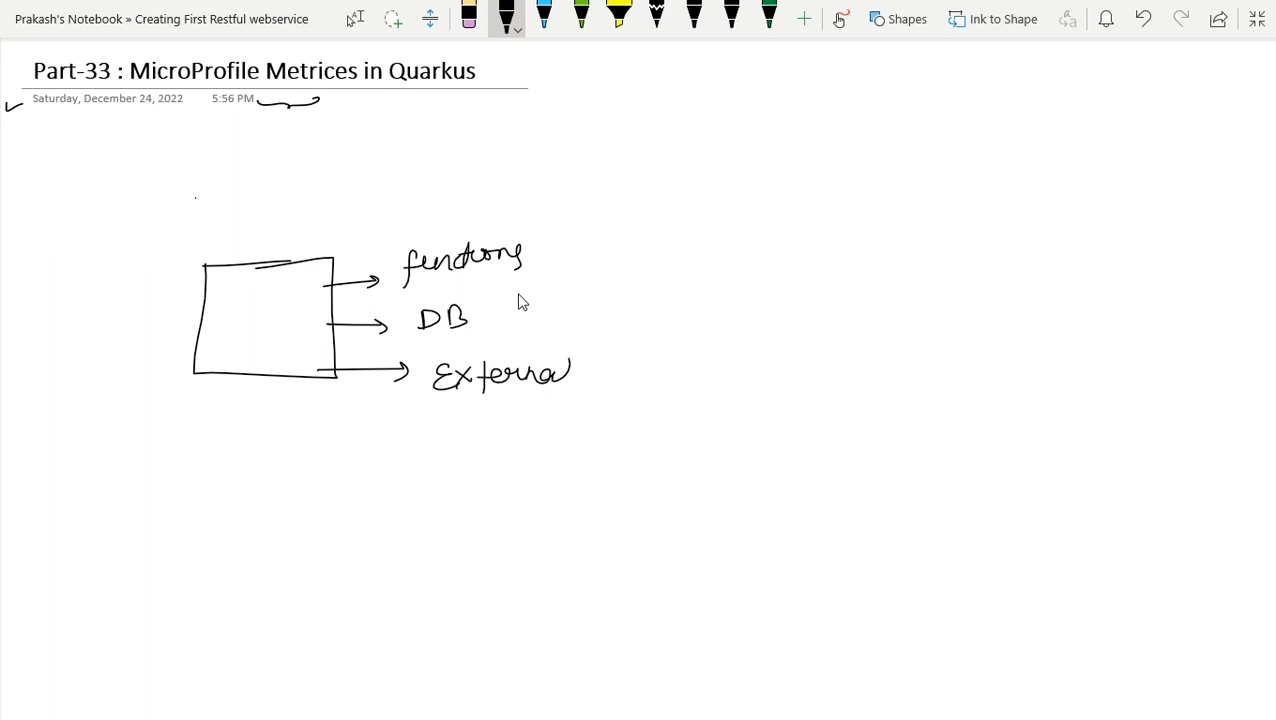 Prakash's Notebook » Creating First Restful webservice
Shapes
Ink to Shape
Part-33 : MicroProfile Metrices in Quarkus
Saturday, December 24, 2022 5:56 PM
functions
DB
External